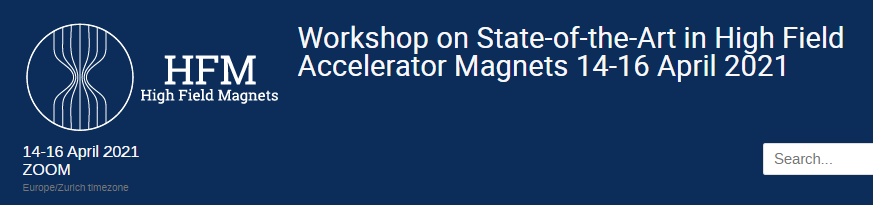 Workshop on State-of-the-Art in High Field
Accelerator Magnets 14-16 April 2021
HFM
High Field Magnets
14-16 April 2021
ZOOM
Europe/Zurich timezone
Search...